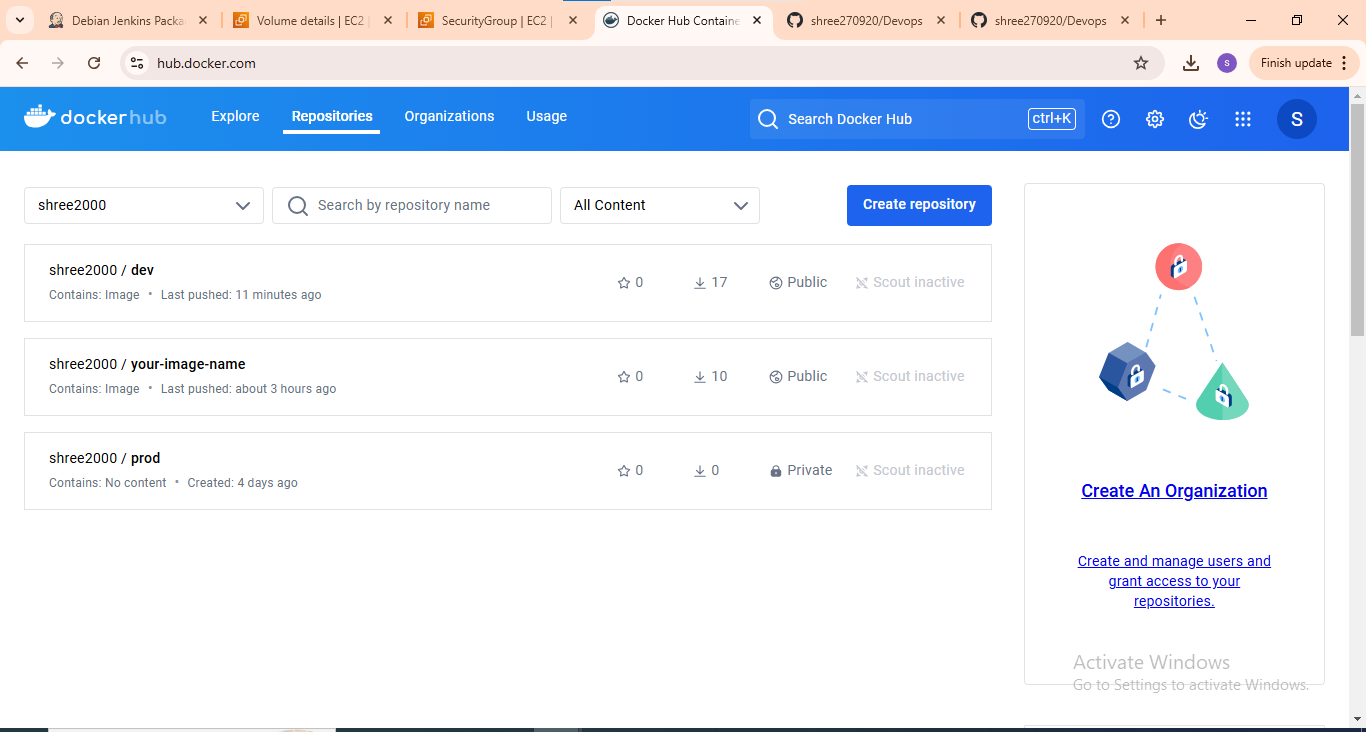 Debian Jenkins Packa
Volume details | EC2 |
SecurityGroup | EC2 |
Docker Hub Containe
shree270920/Devops
shree270920/Devops
hub.docker.com
S
Finish update
dockerhub
Explore
Repositories
Organizations
Usage
Search Docker Hub
ctrl+K
S
shree2000
Search by repository name
All Content
Create repository
shree2000 / dev
0
17
Public
Scout inactive
Contains: Image • Last pushed: 11 minutes ago
shree2000 / your-image-name
0
10
Public
Scout inactive
Contains: Image • Last pushed: about 3 hours ago
shree2000 / prod
0
0
Private
Scout inactive
Contains: No content • Created: 4 days ago
Create An Organization
Create and manage users and
grant access to your
repositories.
Activate Windows
Go to Settings to activate Windows.